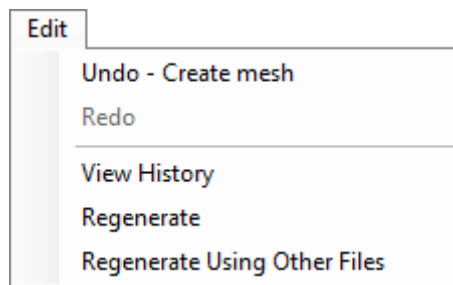 Edit
Undo - Create mesh
Redo
View History
Regenerate
Regenerate Using Other Files